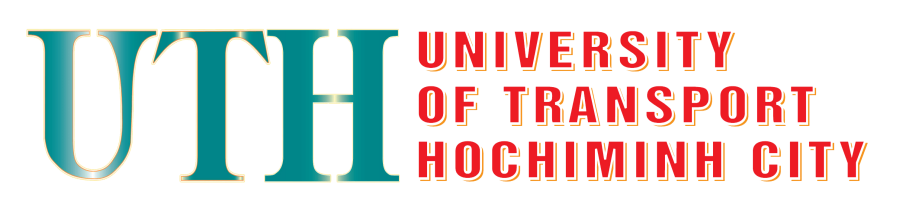 UTH
UNIVERSITY
OF TRANSPORT
HOCHIMINH CITY